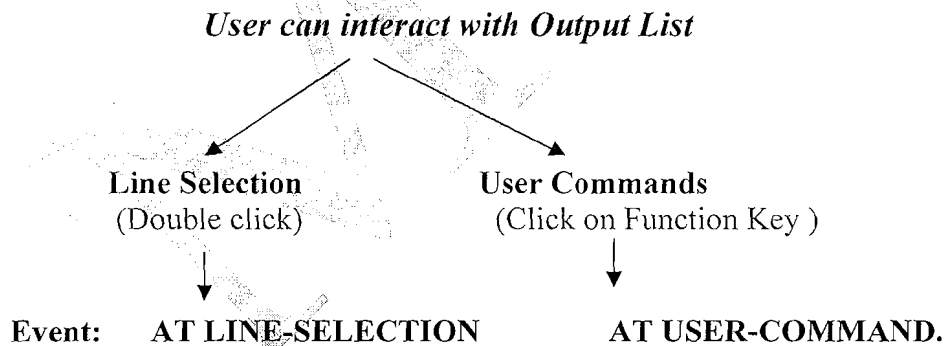 User can interact with Output List
Line Selection User Commands
(Double click) (Click on Function Key )
Event: AT LINE-SELECTION AT USER-COMMAND.